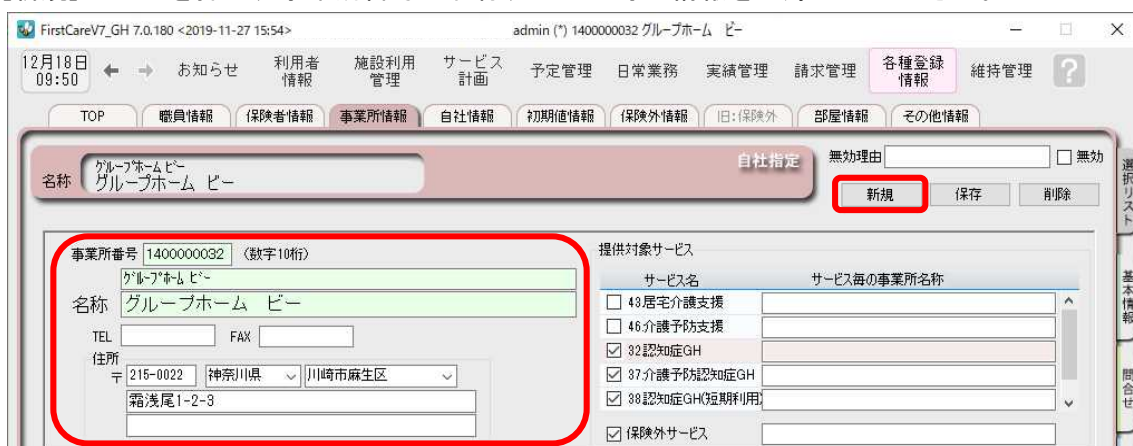 FirstCareV7_GH 7.0.180 <2019-11-27 15:54> admin (*) 1400000032 グループホーム ビー
12月18日 09:50 ← → お知らせ 利用者情報 施設利用管理 サービス計画 予定管理 日常業務 実績管理 請求管理 各種登録情報 維持管理 ?
TOP 職員情報 保険者情報 事業所情報 自社情報 初期値情報 保険外情報 旧:保険外 部屋情報 その他情報
グループホームビー
名称 グループホーム ビー
自社指定 無効理由 無効
新規 保存 削除
選択リスト
事業所番号 1400000032 (数字10桁)
グループホーム ビー
名称 グループホーム ビー
TEL FAX
住所
〒 215-0022 神奈川県 川崎市麻生区
霜浅尾1-2-3
提供対象サービス
サービス名 サービス毎の事業所名称
43.居宅介護支援
46.介護予防支援
32認知症GH
37.介護予防認知症GH
38認知症GH(短期利用)
保険外サービス
基本情報
問合せ